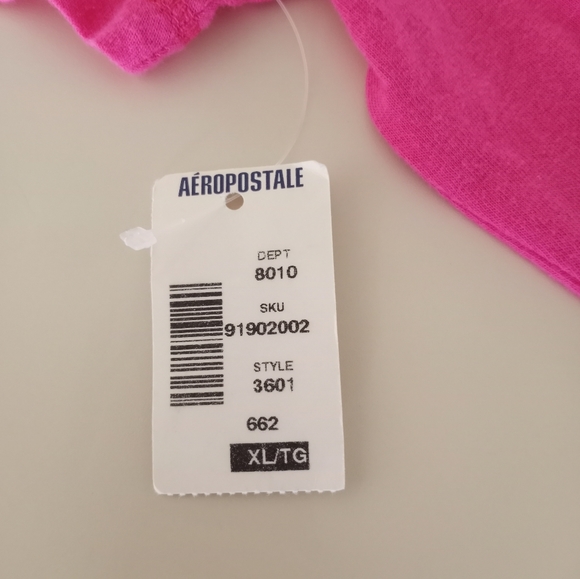 AÉROPOSTALE
DEPT
8010
SKU
91902002
STYLE
3601
662
XL/TG